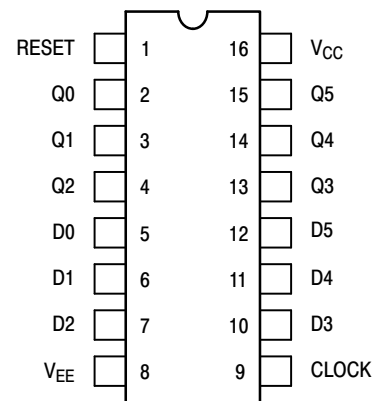 RESET 1 16 VCC
Q0 2 15 Q5
Q1 3 14 Q4
Q2 4 13 Q3
D0 5 12 D5
D1 6 11 D4
D2 7 10 D3
VEE 8 9 CLOCK